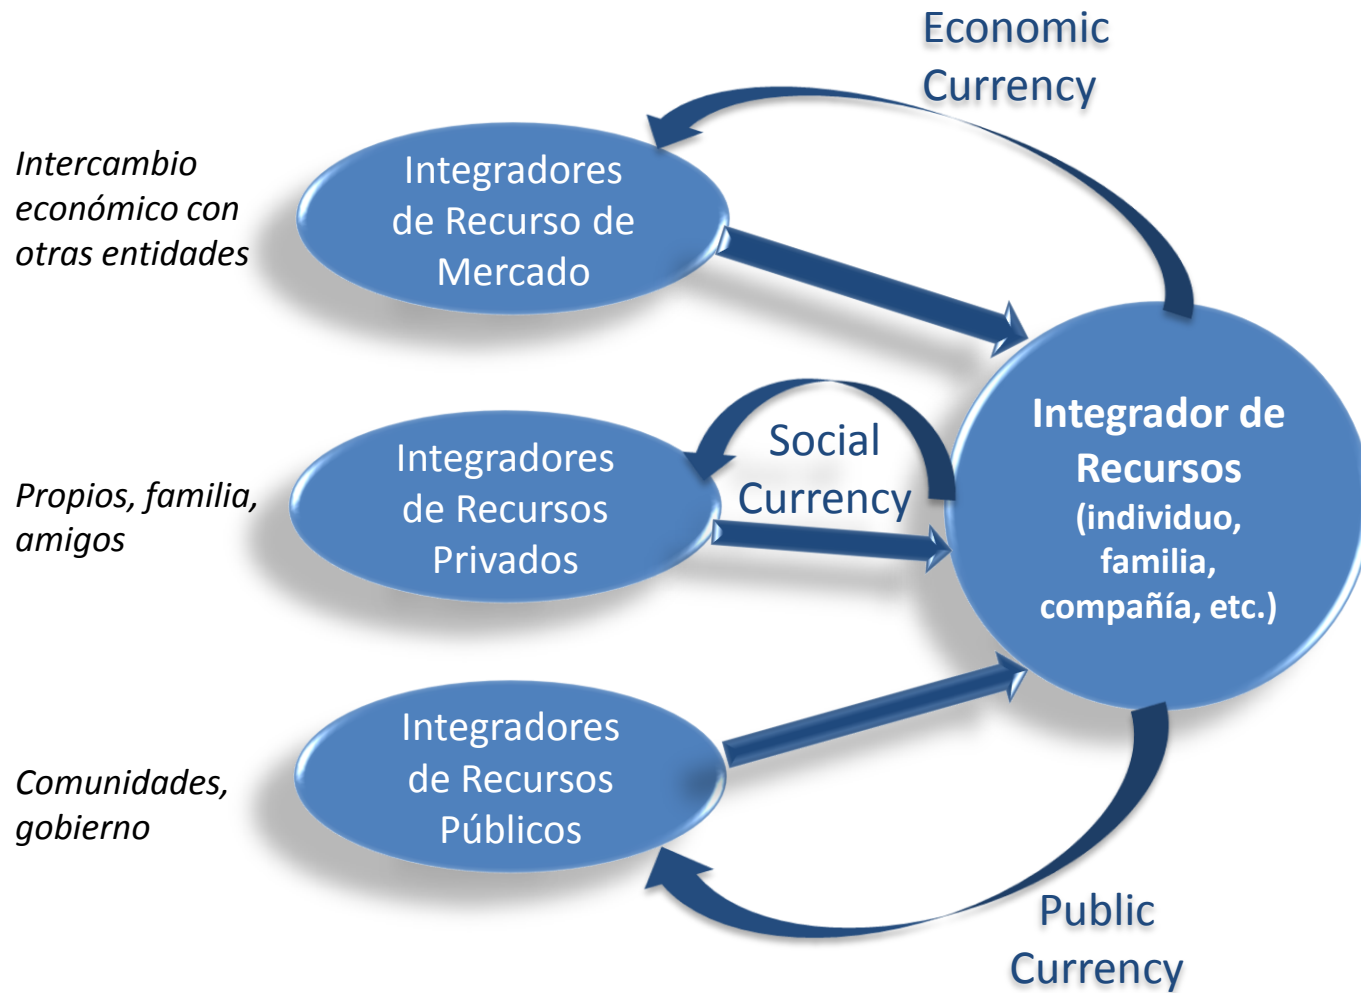 Economic
Currency
Intercambio
económico con
otras entidades
Integradores
de Recurso de
Mercado
Propios, familia,
amigos
Integradores
de Recursos
Privados
Social
Currency
Integrador de
Recursos
(individuo,
familia,
compañía, etc.)
Comunidades,
gobierno
Integradores
de Recursos
Públicos
Public
Currency